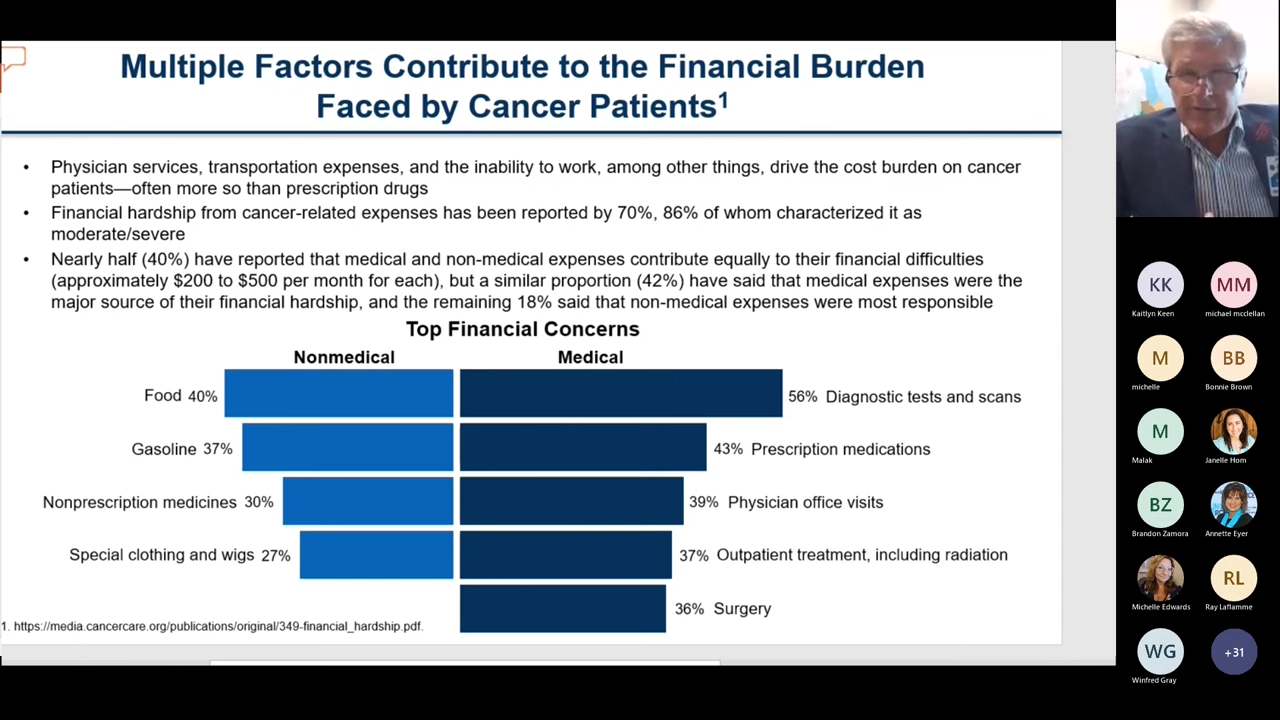 Multiple Factors Contribute to the Financial Burden
Faced by Cancer Patients1
• Physician services, transportation expenses, and the inability to work, among other things, drive the cost burden on cancer
patients—often more so than prescription drugs
• Financial hardship from cancer-related expenses has been reported by 70%, 86% of whom characterized it as
moderate/severe
• Nearly half (40%) have reported that medical and non-medical expenses contribute equally to their financial difficulties
(approximately $200 to $500 per month for each), but a similar proportion (42%) have said that medical expenses were the
major source of their financial hardship, and the remaining 18% said that non-medical expenses were most responsible
Top Financial Concerns
Nonmedical Medical
Food 40% 56% Diagnostic tests and scans
Gasoline 37% 43% Prescription medications
Nonprescription medicines 30% 39% Physician office visits
Special clothing and wigs 27% 37% Outpatient treatment, including radiation
36% Surgery
1. https://media.cancercare.org/publications/original/349-financial_hardship.pdf.
KK MM
Kaitlyn Keen michael mcclellan
M BB
michelle Bonnie Brown
M
Malak Janelle Hom
BZ
Brandon Zamora Annette Eyer
RL
Michelle Edwards Ray Laflamme
WG +31
Winfred Gray